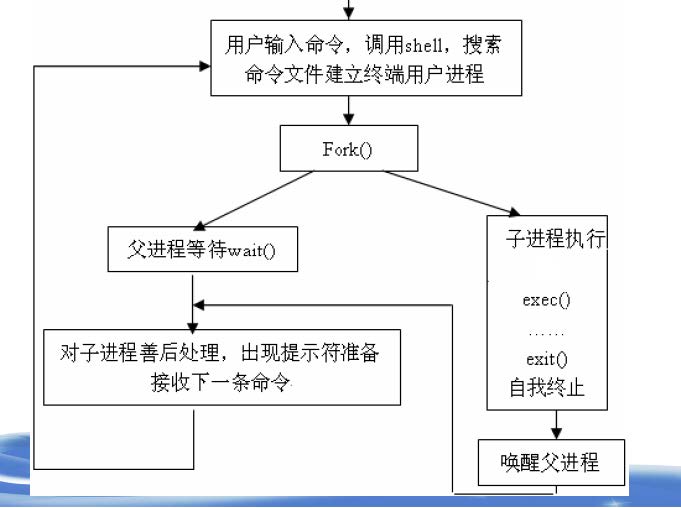 用户输入命令，调用shell，搜索
命令文件建立终端用户进程
Fork()
父进程等待wait()
子进程执行
exec()
……
exit()
自我终止
对子进程善后处理，出现提示符准备
接收下一条命令
唤醒父进程